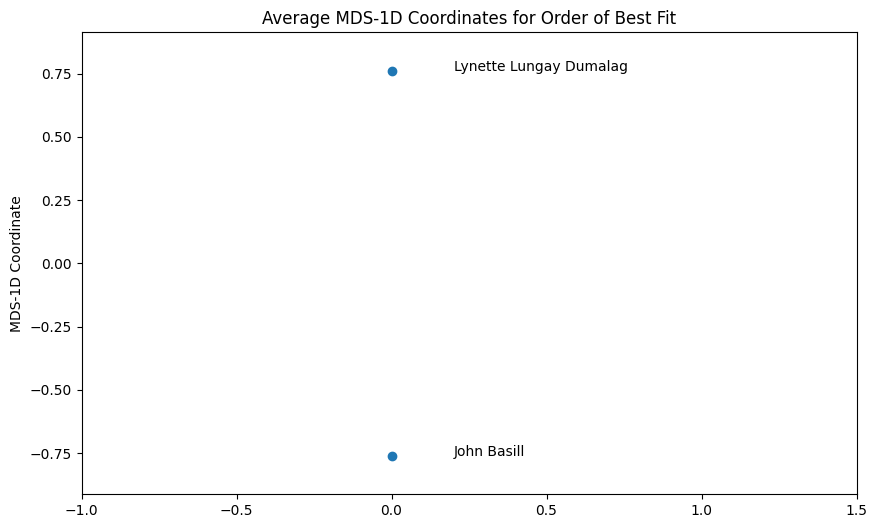 Average MDS-1D Coordinates for Order of Best Fit
MDS-1D Coordinate
0.75
Lynette Lungay Dumalag
0.50
0.25
0.00
−0.25
−0.50
−0.75
John Basill
−1.0 −0.5 0.0 0.5 1.0 1.5